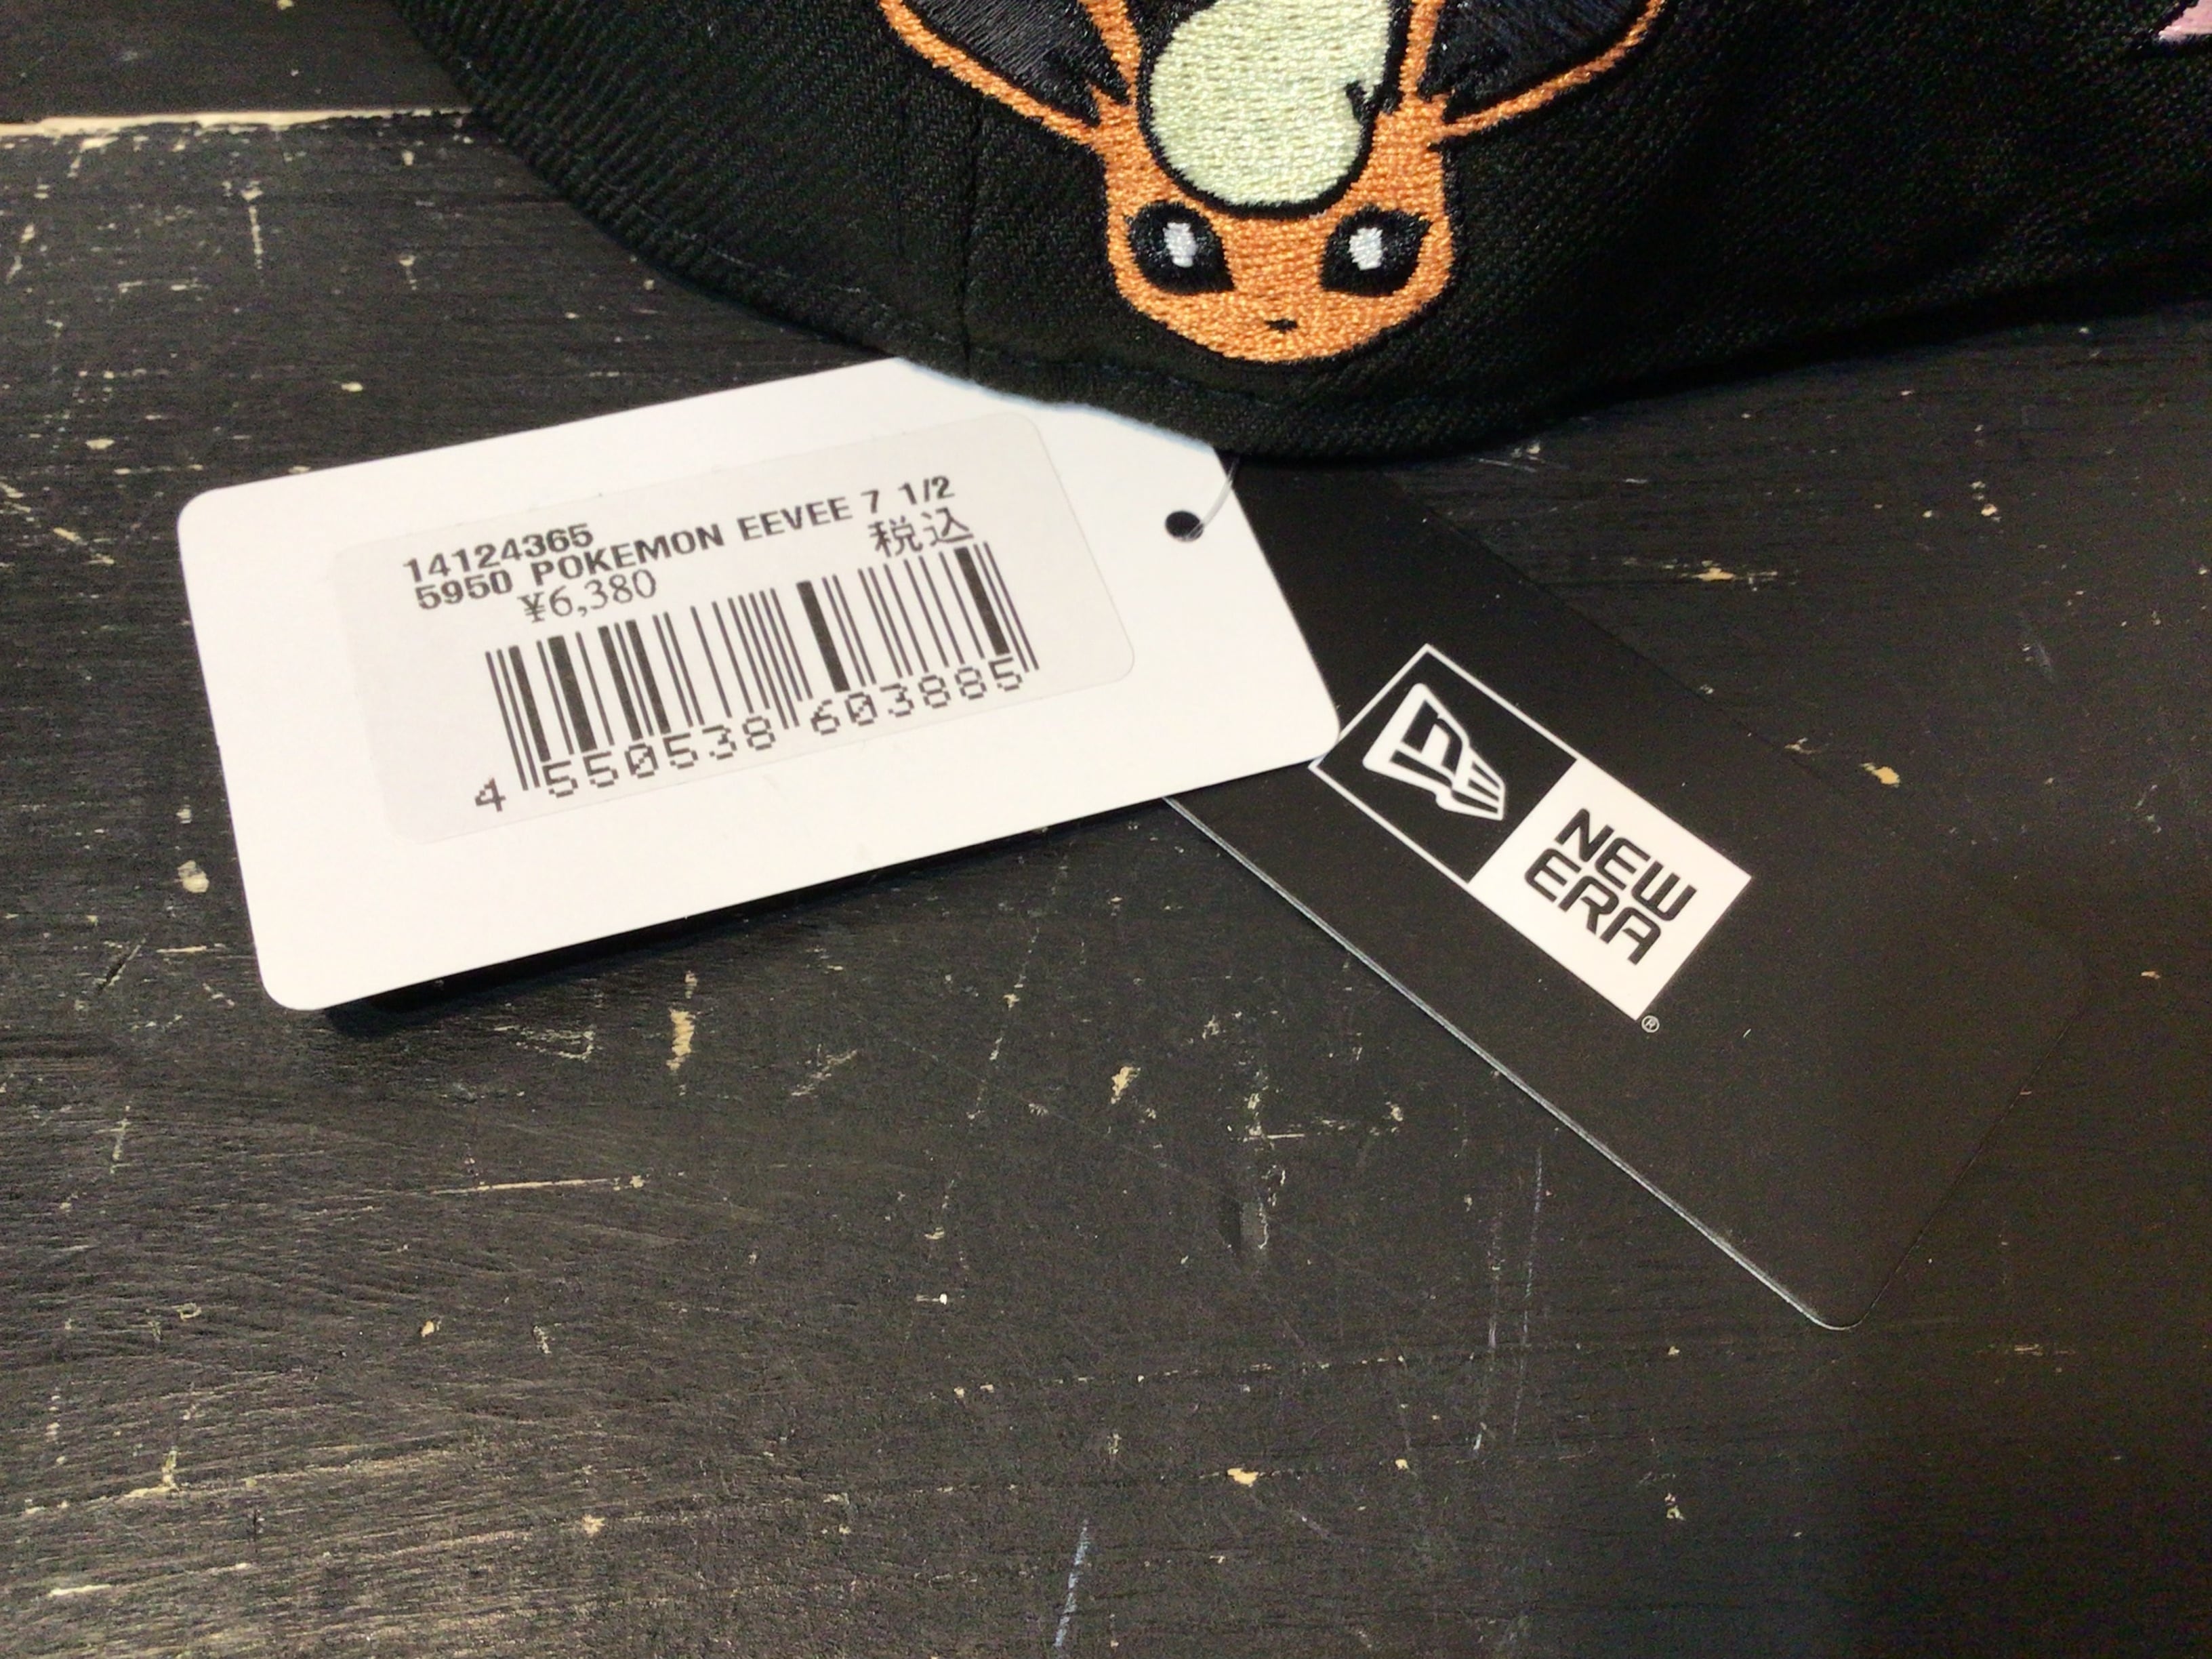 14124365
5950 POKEMON EEVEE 7 1/2
¥6,380 税込
4 550538 603885
NEW
ERA
®